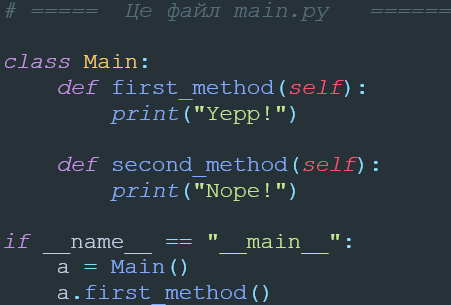 # =====  Це файл main.py   ======
class Main:
    def first_method(self):
        print("Yepp!")
    def second_method(self):
        print("Nope!")
if __name__ == "__main__":
    a = Main()
    a.first_method()